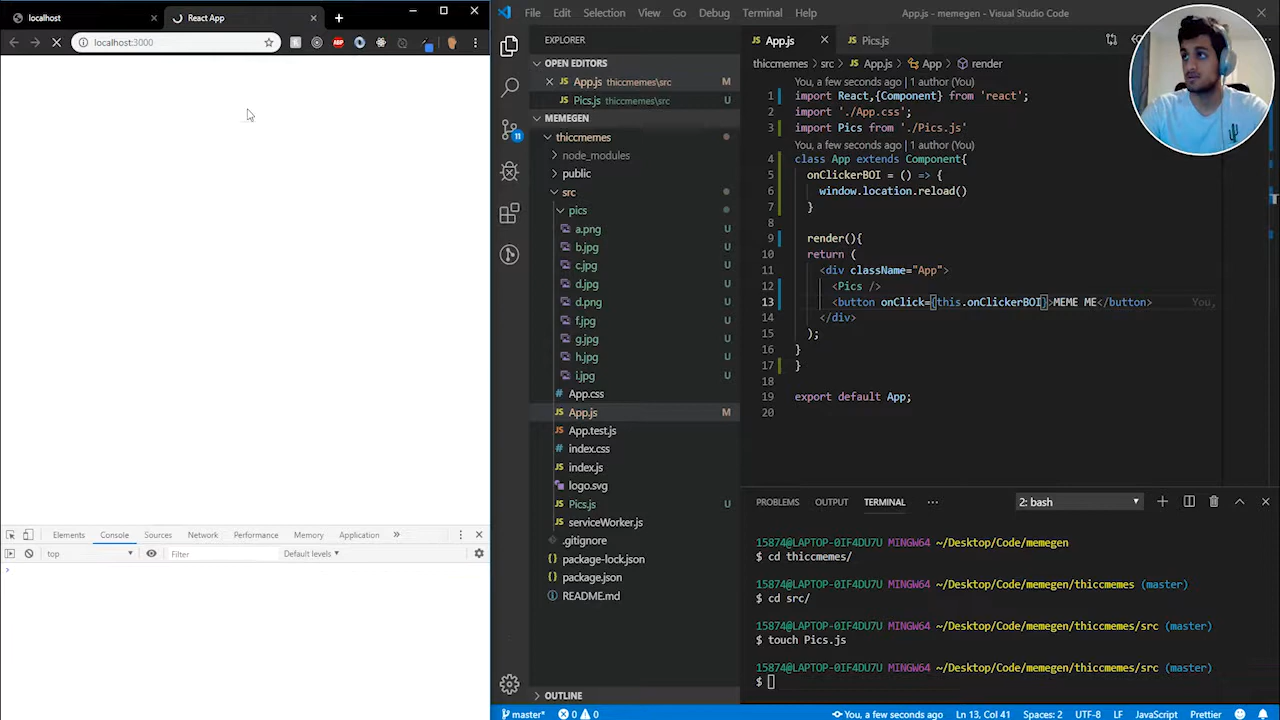 localhost
React App
localhost:3000
ABP
Elements
Console
Sources
Network
Performance
Memory
Application
top
Filter
Default levels
File Edit Selection View Go Debug Terminal Help
App.js - memegen - Visual Studio Code
11
ORER
OPEN EDITORS
JS App.js thiccmemes\src M
JS Pics.js thiccmemes\src U
MEMEGEN
thiccmemes
node_modules
public
src
pics
a.png U
b.jpg U
c.jpg U
d.jpg U
d.png U
f.jpg U
g.jpg U
h.jpg U
i.jpg U
# App.css
JS App.js M
JS App.test.js
# index.css
JS index.js
logo.svg
JS Pics.js U
JS serviceWorker.js
.gitignore
package-lock.json
package.json
README.md
OUTLINE
JS App.js
JS Pics.js
thiccmemes > src > JS App.js > App > render
You, a few seconds ago | 1 author (You)
1 import React,{Component} from 'react';
2 import './App.css';
3 import Pics from './Pics.js'
You, a few seconds ago | 1 author (You)
4 class App extends Component{
5 onClickerBOI = () => {
6 window.location.reload()
7 }
8
9 render(){
10 return (
11 <div className="App">
12 <Pics />
13 <button onClick={this.onClickerBOI}>MEME ME</button> You,
14 </div>
15 );
16 }
17 }
18
19 export default App;
20
PROBLEMS OUTPUT TERMINAL ... 2: bash
15874@LAPTOP-0IF4DU7U MINGW64 ~/Desktop/Code/memegen
$ cd thiccmemes/
15874@LAPTOP-0IF4DU7U MINGW64 ~/Desktop/Code/memegen/thiccmemes (master)
$ cd src/
15874@LAPTOP-0IF4DU7U MINGW64 ~/Desktop/Code/memegen/thiccmemes/src (master)
$ touch Pics.js
15874@LAPTOP-0IF4DU7U MINGW64 ~/Desktop/Code/memegen/thiccmemes/src (master)
$
master* 0 0 You, a few seconds ago Ln 13, Col 41 Spaces: 2 UTF-8 LF JavaScript Prettier